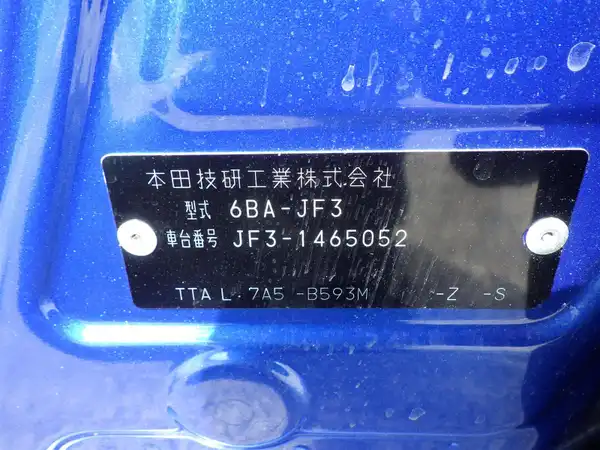 本田技研工業株式会社
型式 6BA-JF3
車台番号 JF3-1465052
TTA L. 7A5 -B593M -Z -S